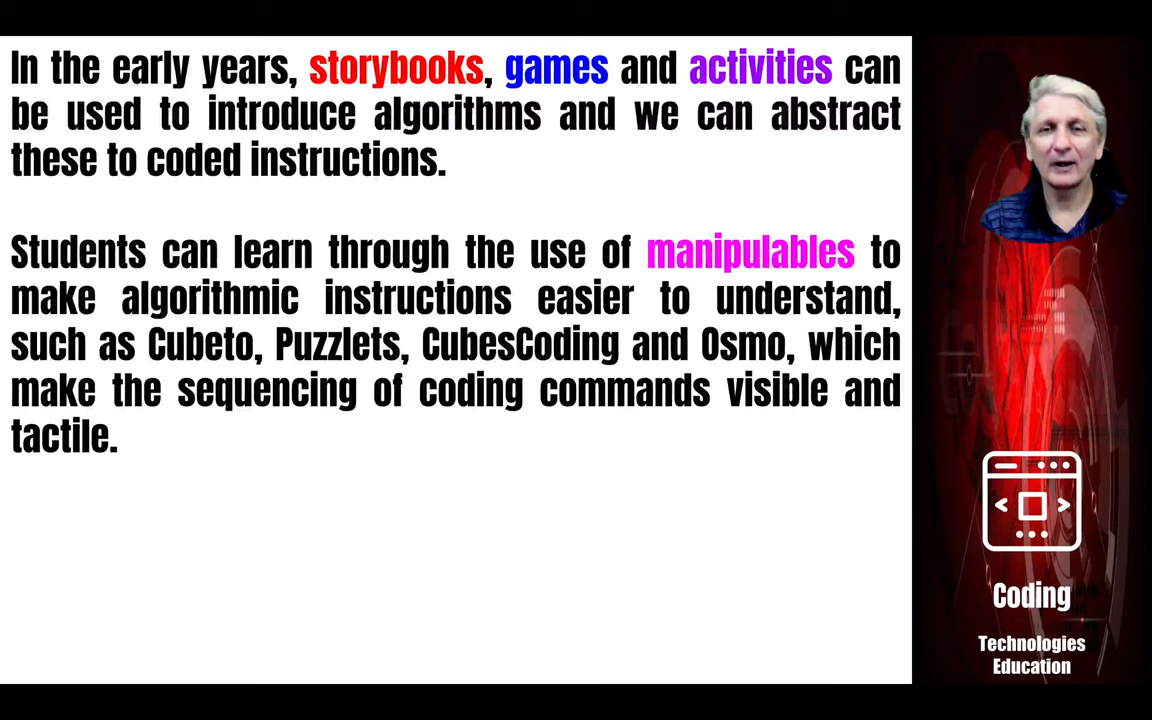 In the early years, storybooks, games and activities can
be used to introduce algorithms and we can abstract
these to coded instructions.
Students can learn through the use of manipulables to
make algorithmic instructions easier to understand,
such as Cubeto, Puzzlets, CubesCoding and Osmo, which
make the sequencing of coding commands visible and
tactile.
Coding
Technologies
Education